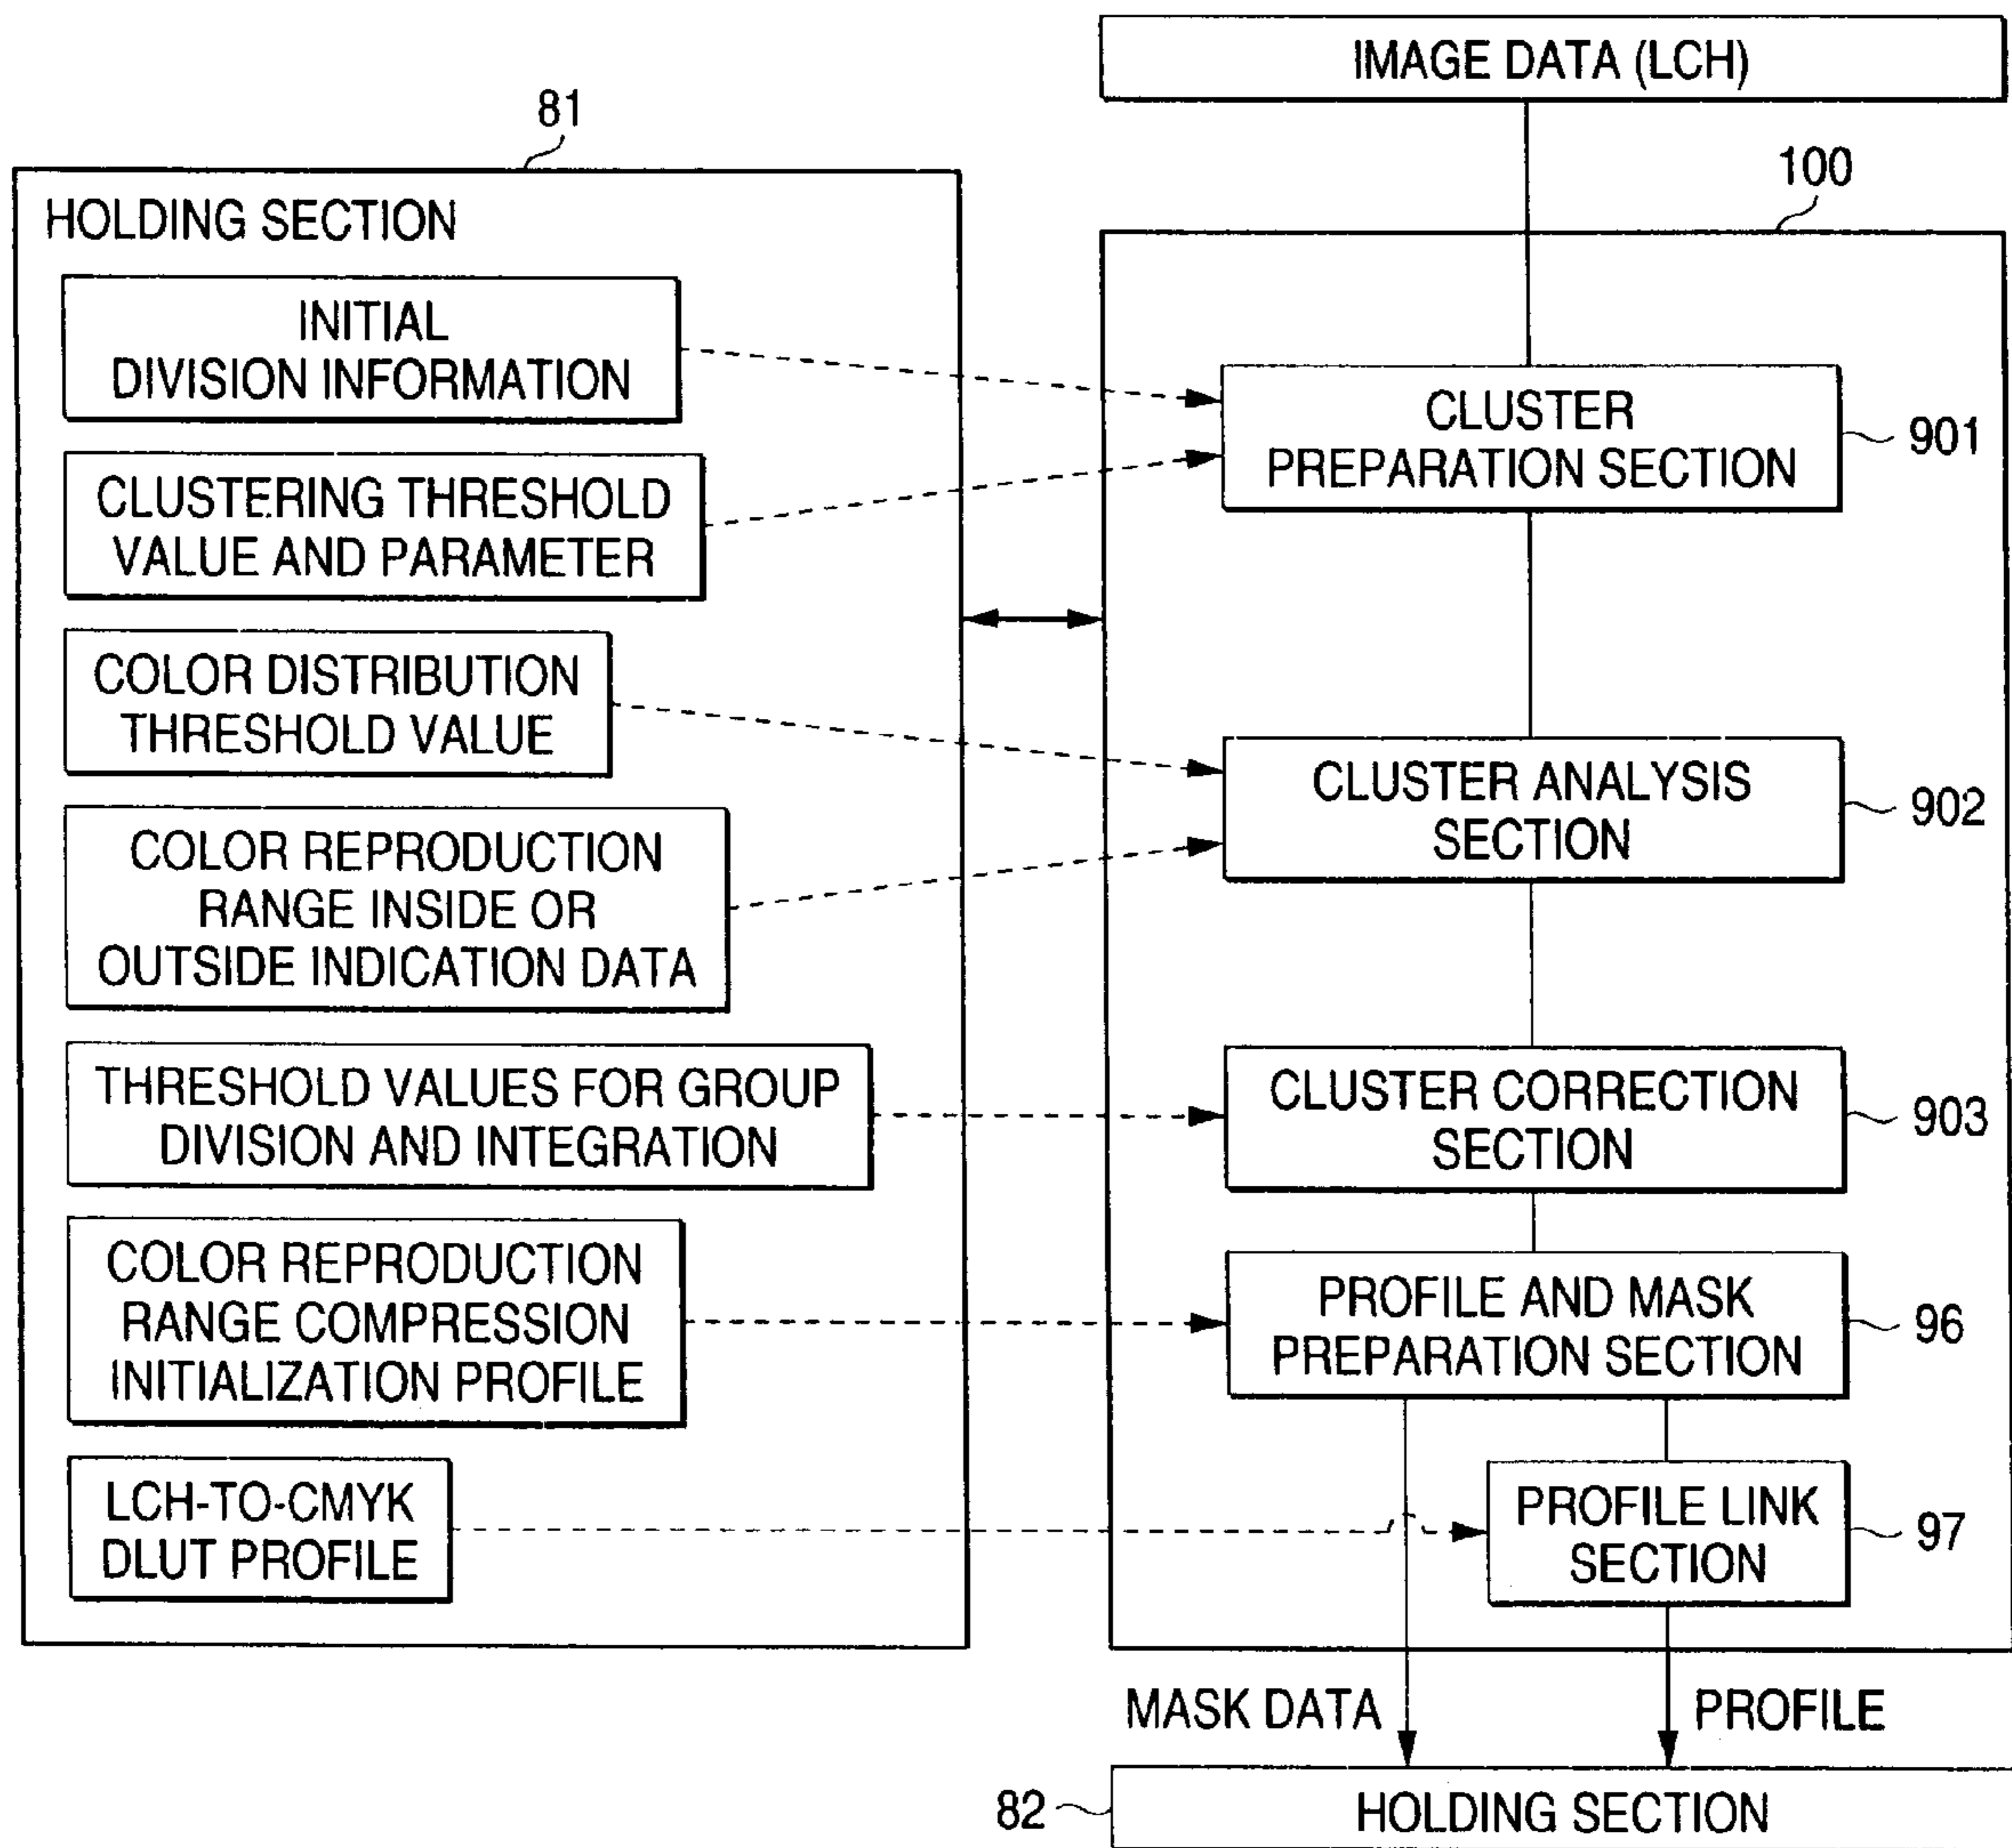 IMAGE DATA (LCH)
81
100
HOLDING SECTION
INITIAL
DIVISION INFORMATION
CLUSTERING THRESHOLD
VALUE AND PARAMETER
COLOR DISTRIBUTION
THRESHOLD VALUE
COLOR REPRODUCTION
RANGE INSIDE OR
OUTSIDE INDICATION DATA
THRESHOLD VALUES FOR GROUP
DIVISION AND INTEGRATION
COLOR REPRODUCTION
RANGE COMPRESSION
INITIALIZATION PROFILE
LCH-TO-CMYK
DLUT PROFILE
CLUSTER
PREPARATION SECTION
901
CLUSTER ANALYSIS
SECTION
902
CLUSTER CORRECTION
SECTION
903
PROFILE AND MASK
PREPARATION SECTION
96
PROFILE LINK
SECTION
97
MASK DATA
PROFILE
82
HOLDING SECTION